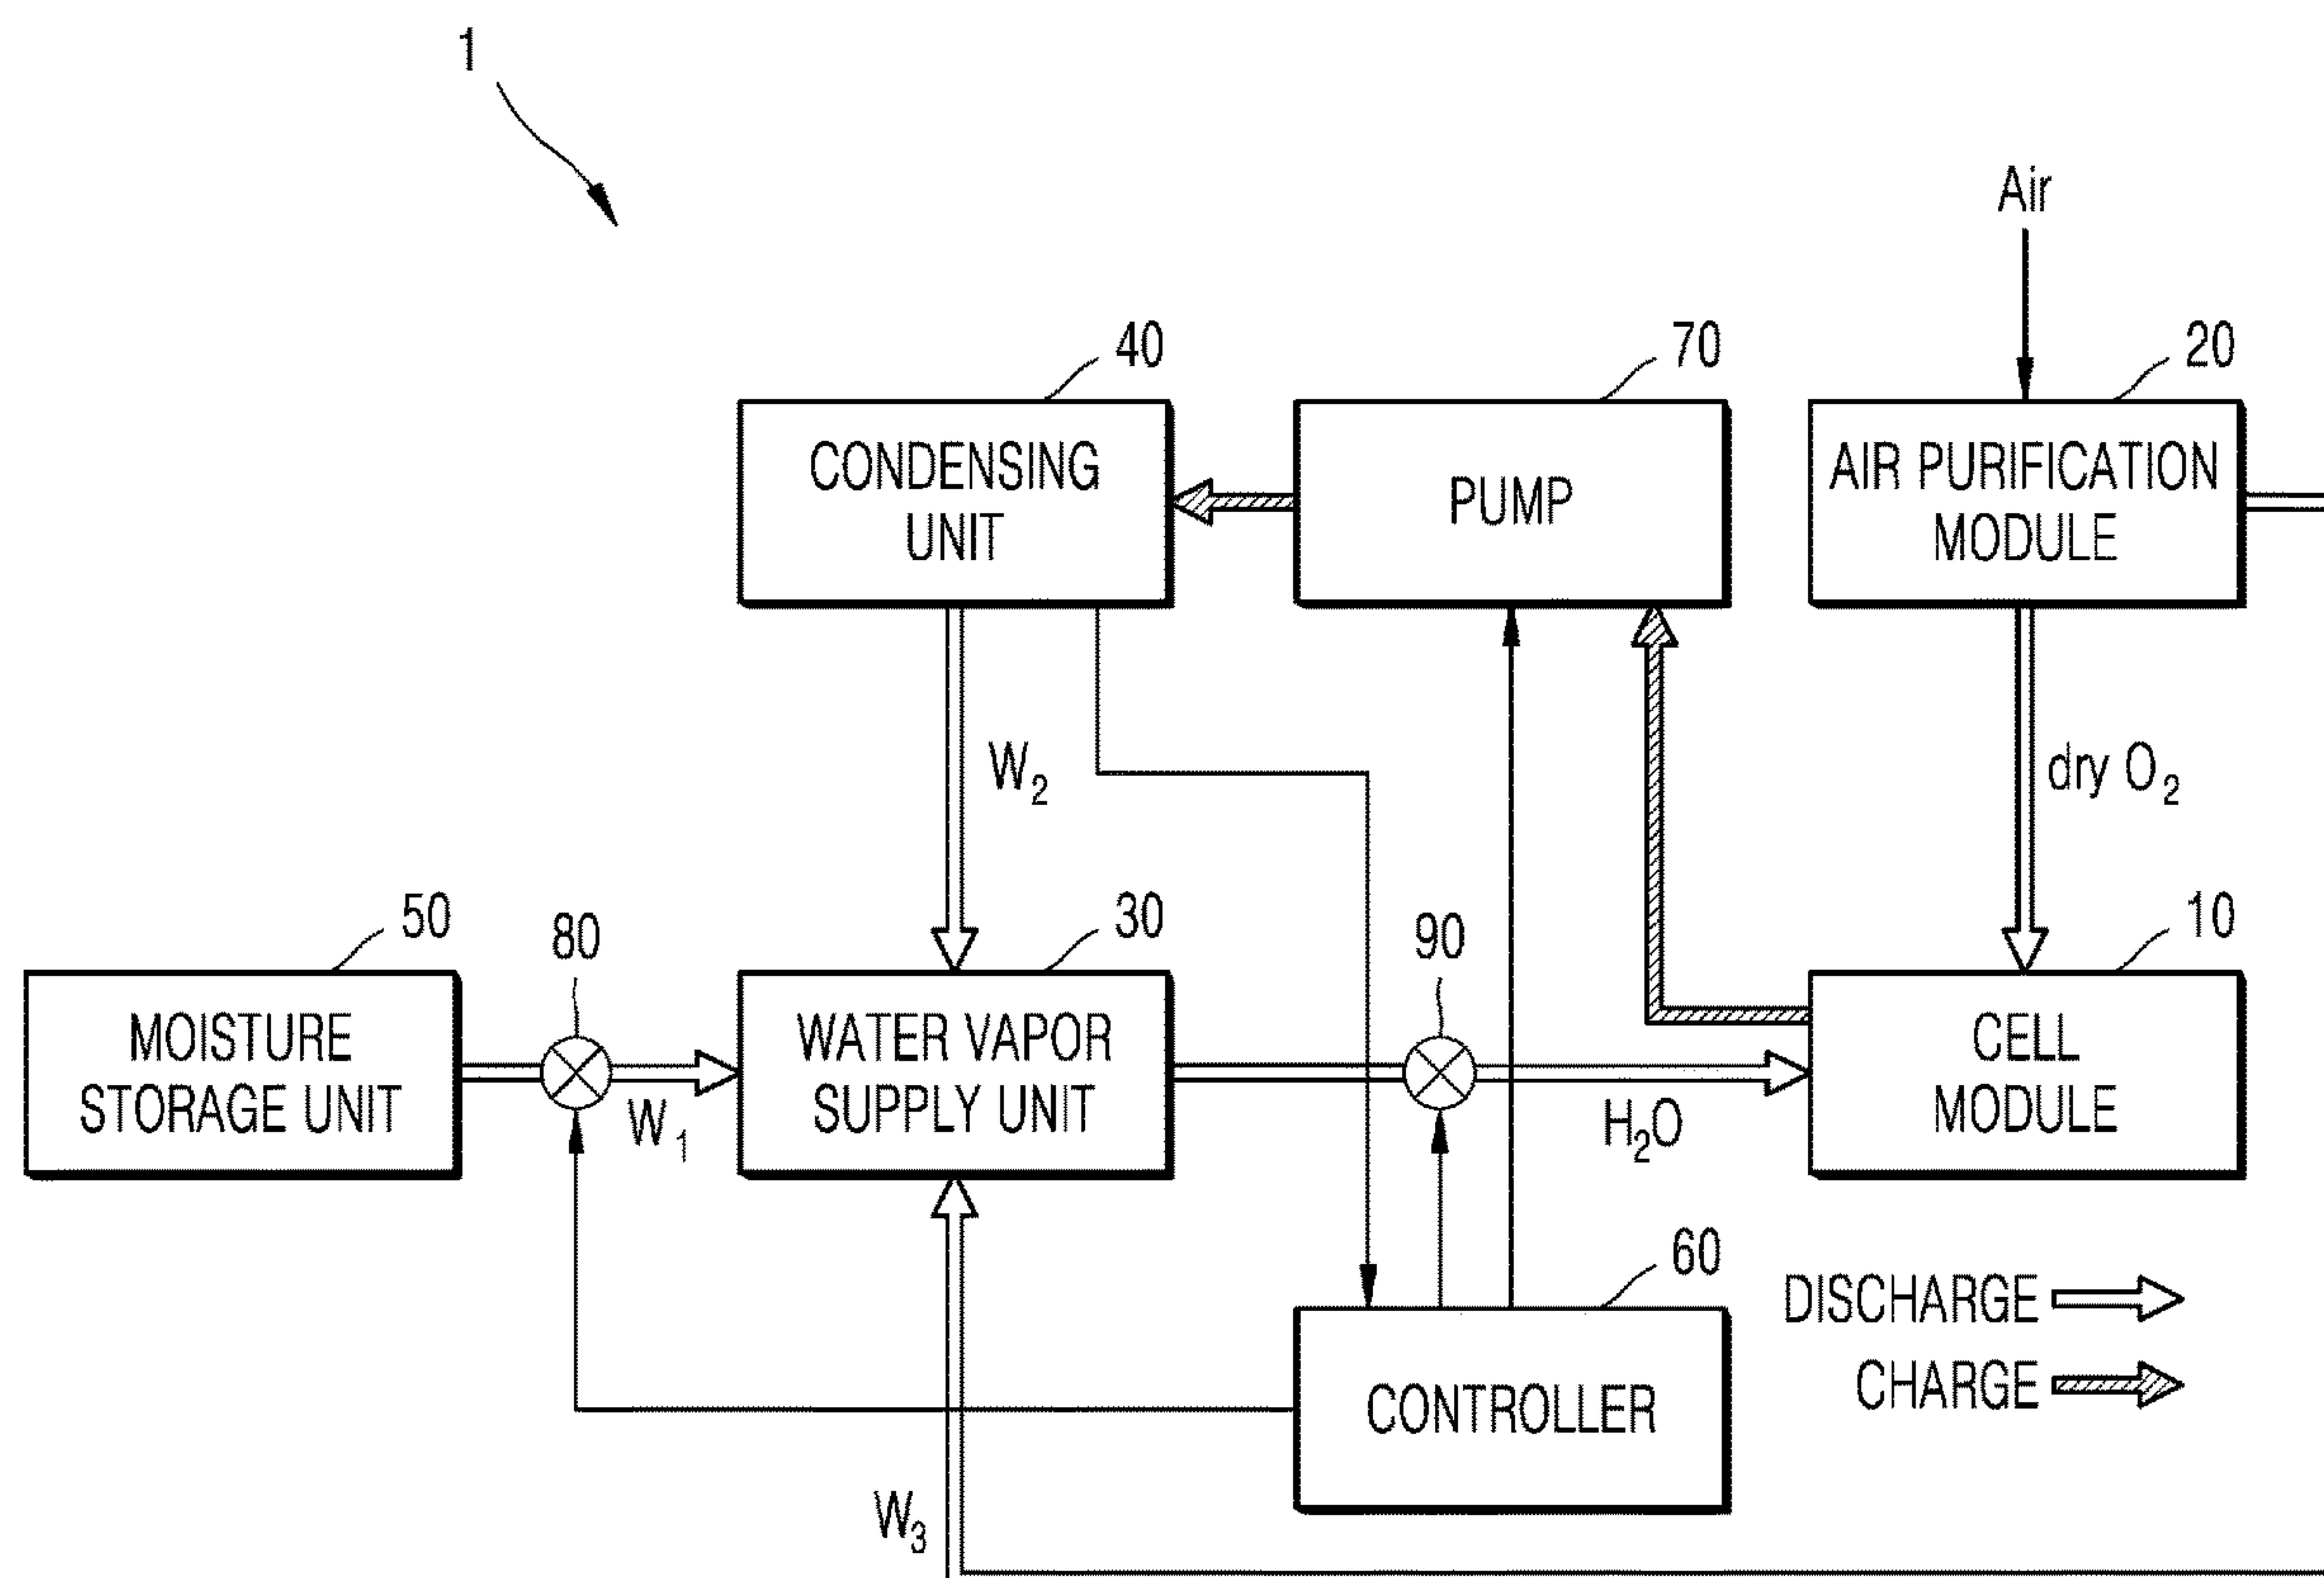 1
Air
40
70
20
CONDENSING
UNIT
PUMP
AIR PURIFICATION
MODULE
W₂
dry O₂
50
80
30
90
10
MOISTURE
STORAGE UNIT
W₁
WATER VAPOR
SUPPLY UNIT
H₂O
CELL
MODULE
60
DISCHARGE
CHARGE
CONTROLLER
W₃